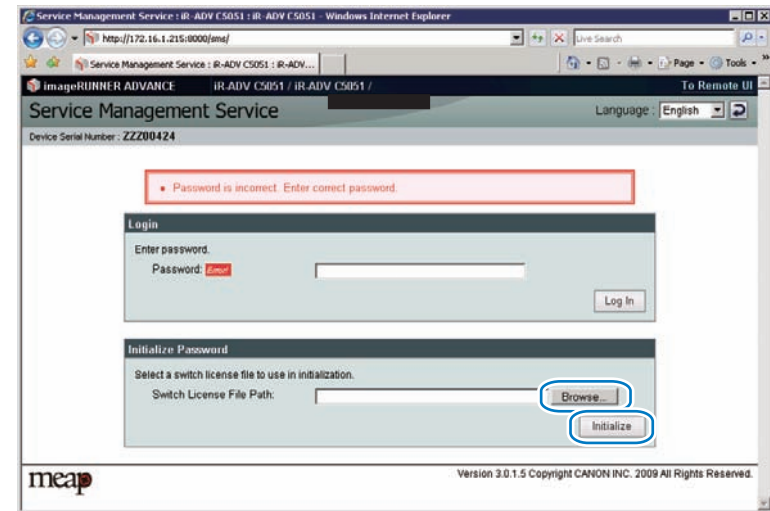 Service Management Service : iR-ADV C5051 : iR-ADV C5051 - Windows Internet Explorer
http://172.16.1.215:8000/sms/
Live Search
Service Management Service : iR-ADV C5051 : iR-ADV...
Page
Tools
imageRUNNER ADVANCE iR-ADV C5051 / iR-ADV C5051 /
To Remote UI
Service Management Service
Language : English
Device Serial Number : ZZZ00424
• Password is incorrect. Enter correct password.
Login
Enter password.
Password: Error!
Log In
Initialize Password
Select a switch license file to use in initialization.
Switch License File Path:
Browse...
Initialize
meap
Version 3.0.1.5 Copyright CANON INC. 2009 All Rights Reserved.